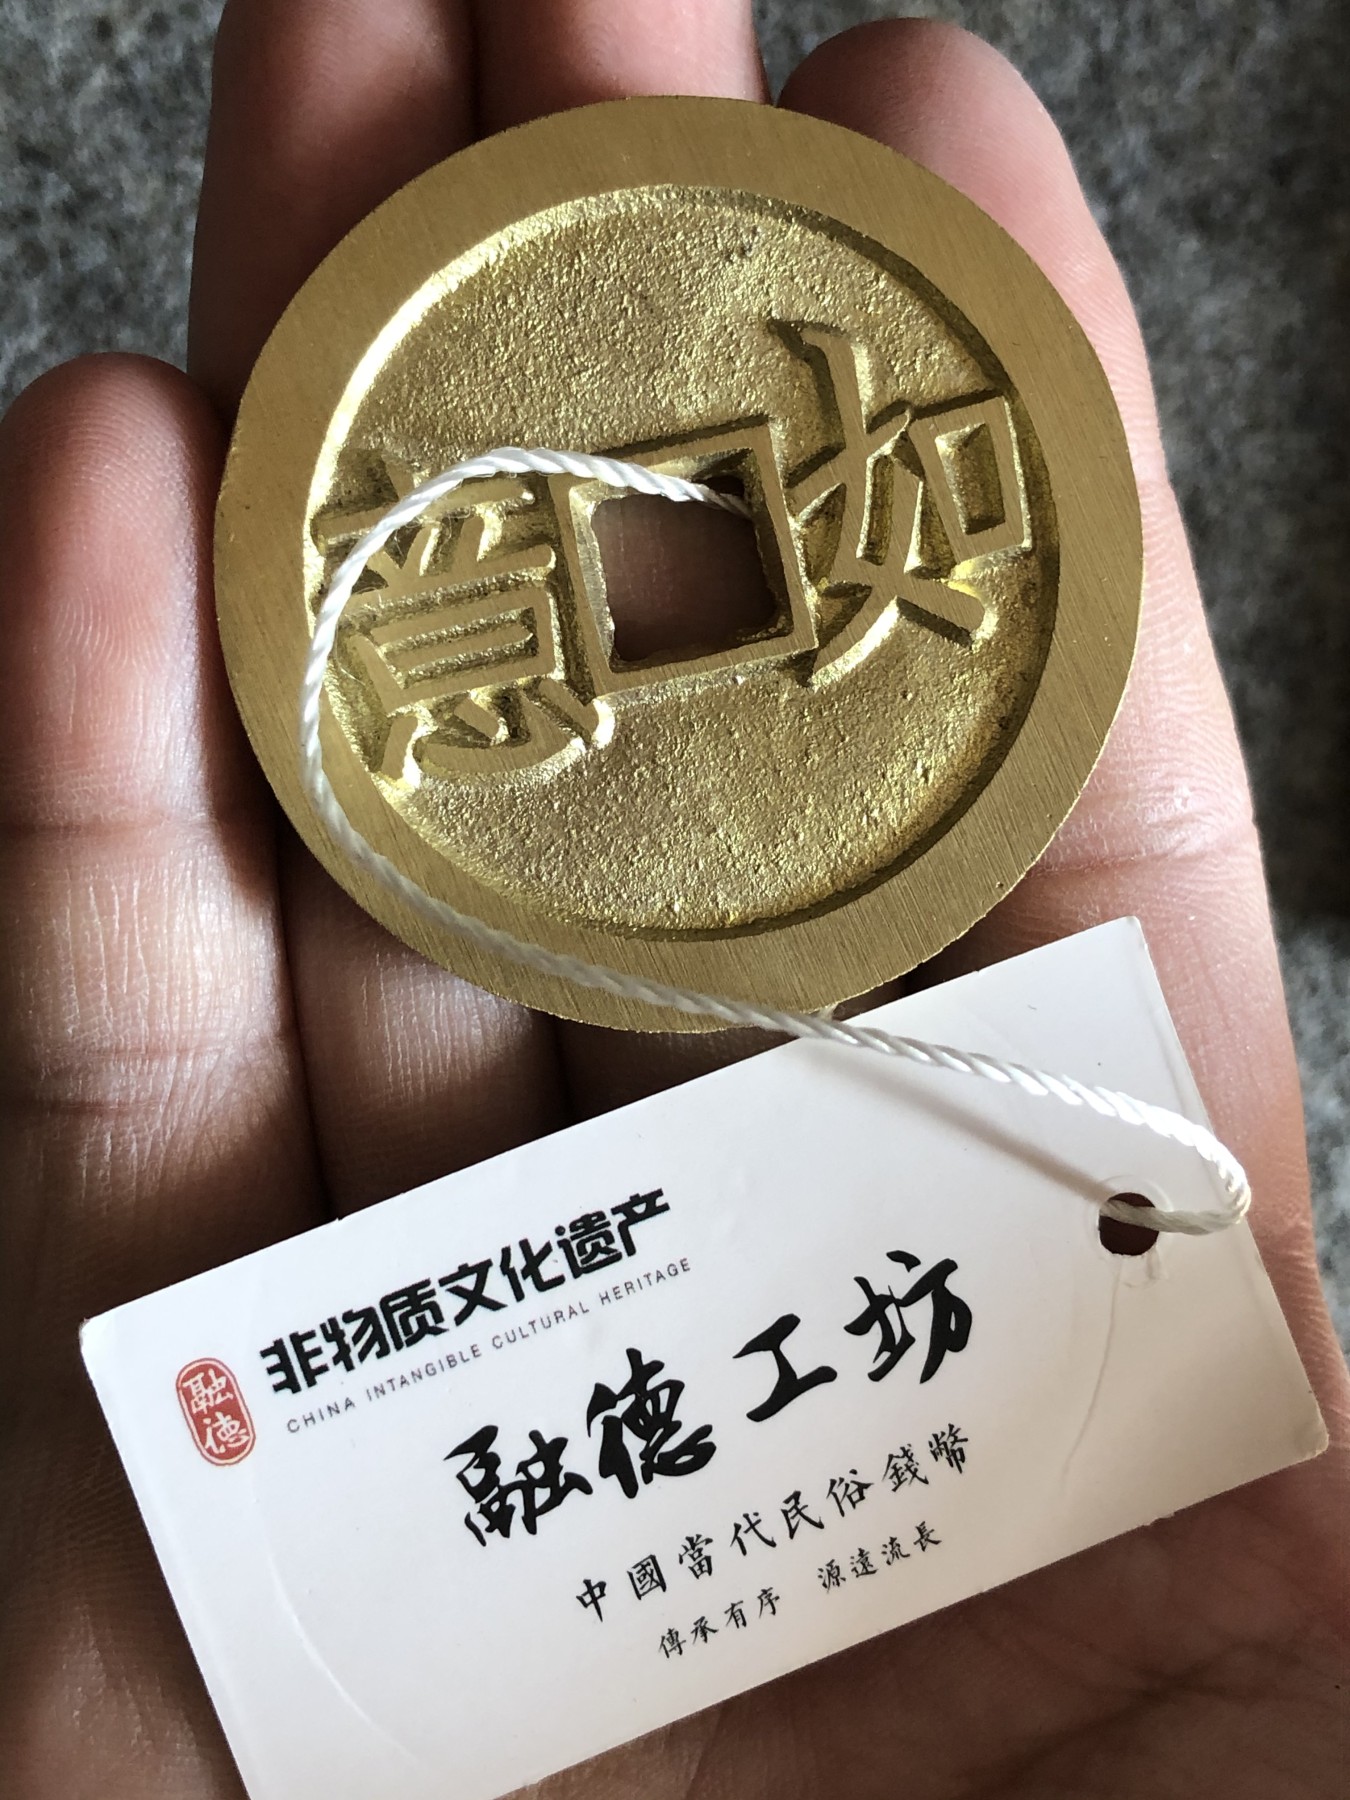 如意
非物质文化遗产
CHINA INTANGIBLE CULTURAL HERITAGE
融德
融德工坊
中國當代民俗錢幣
傳承有序 源遠流長